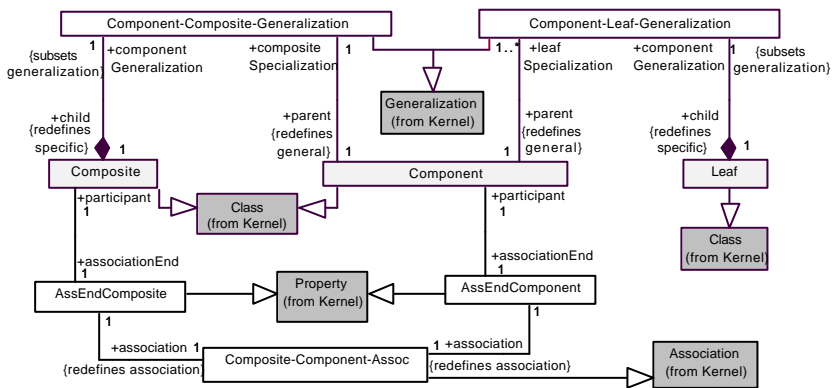 Component-Composite-Generalization
Component-Leaf-Generalization
1
+component
Generalization
{subsets
generalization}
+composite
Specialization
1
1..*
+leaf
Specialization
+component
Generalization
1
{subsets
generalization}
Generalization
(from Kernel)
+child
{redefines
specific}
1
+parent
{redefines
general}
1
+parent
{redefines
general}
1
+child
{redefines
specific}
1
Composite
Component
Leaf
+participant
1
Class
(from Kernel)
+participant
1
Class
(from Kernel)
+associationEnd
1
+associationEnd
1
AssEndComposite
Property
(from Kernel)
AssEndComponent
1
1
+association
1
{redefines association}
Composite-Component-Assoc
1
+association
{redefines association}
Association
(from Kernel)